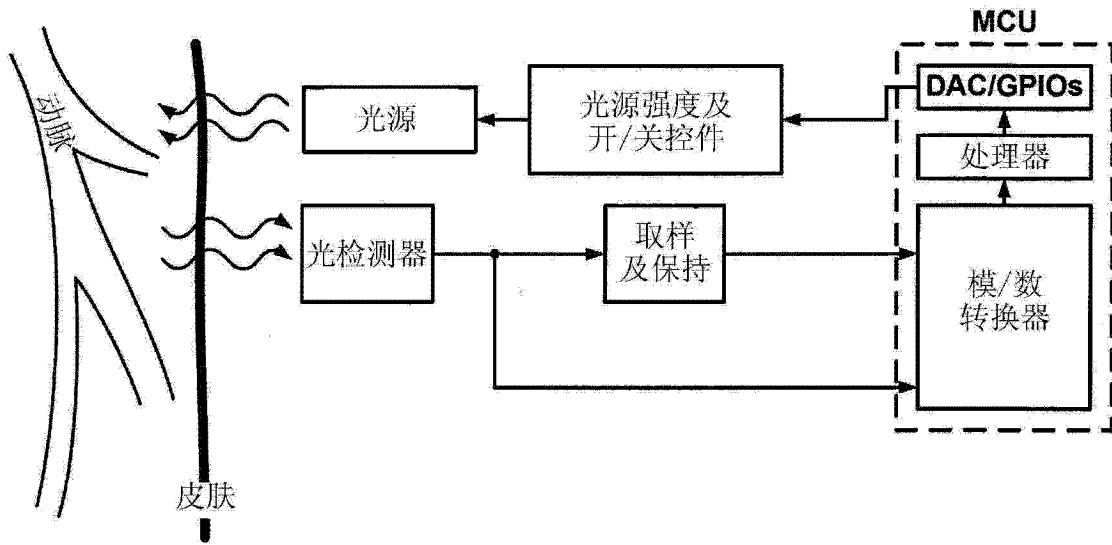 MCU
动脉
光源
光源强度及
开/关控件
DAC/GPIOs
处理器
光检测器
取样
及保持
模/数
转换器
皮肤